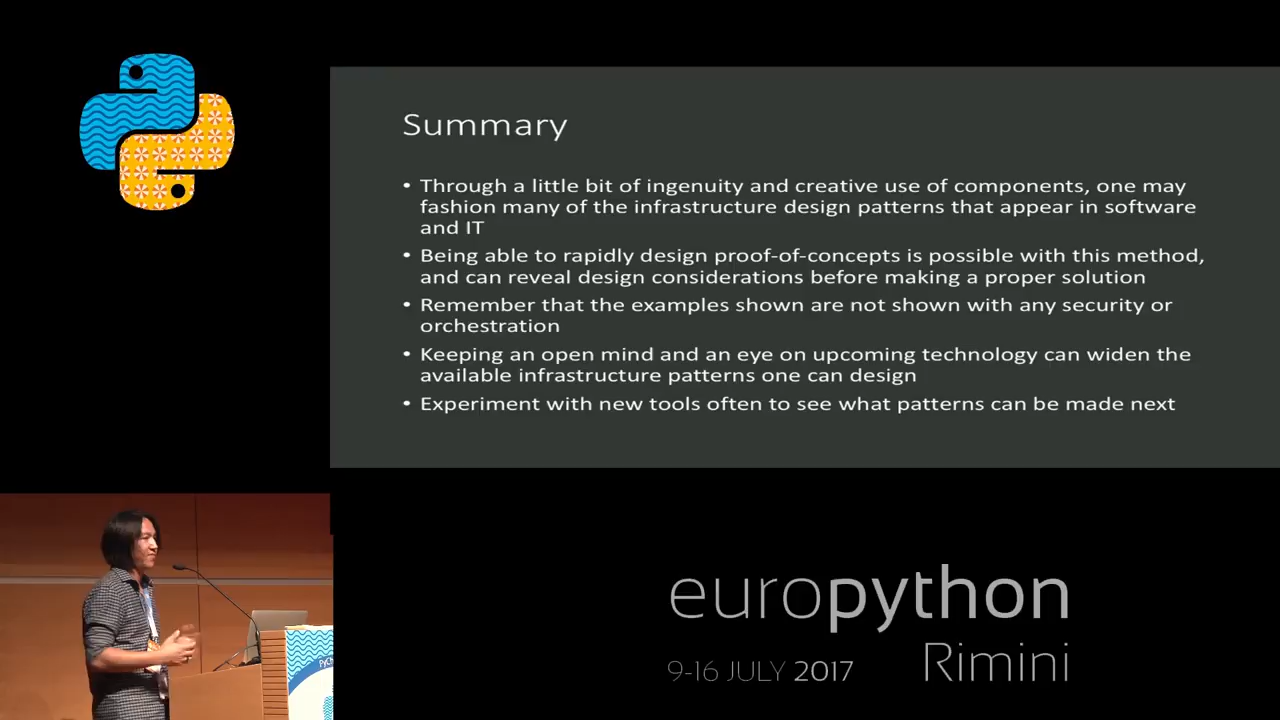 Summary
• Through a little bit of ingenuity and creative use of components, one may
fashion many of the infrastructure design patterns that appear in software
and IT
• Being able to rapidly design proof-of-concepts is possible with this method,
and can reveal design considerations before making a proper solution
• Remember that the examples shown are not shown with any security or
orchestration
• Keeping an open mind and an eye on upcoming technology can widen the
available infrastructure patterns one can design
• Experiment with new tools often to see what patterns can be made next
europython
9-16 JULY 2017 Rimini